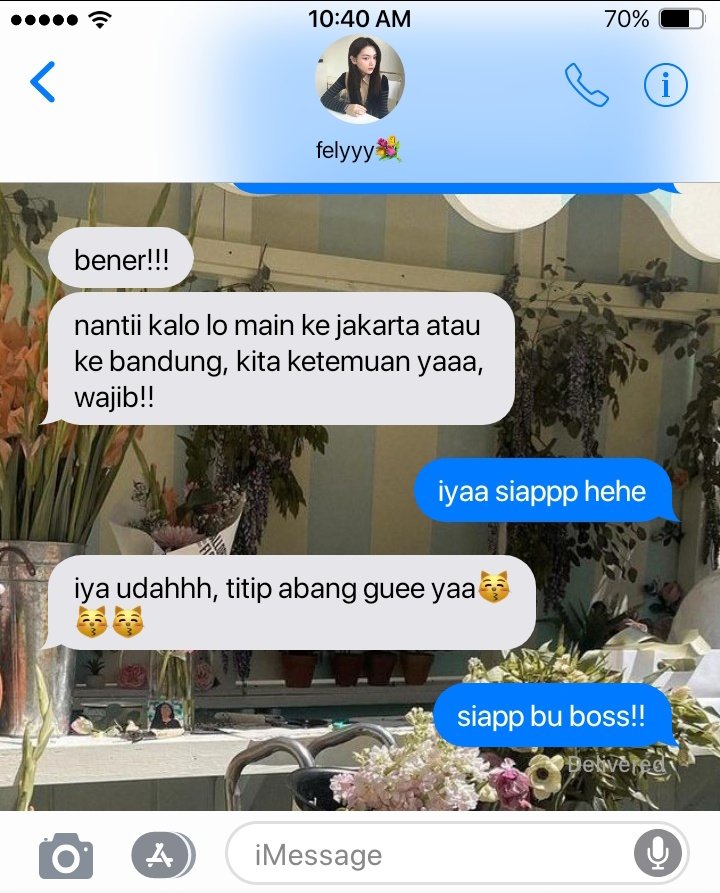 10:40 AM
70%
felyyy💐
bener!!!
nantii kalo lo main ke jakarta atau
ke bandung, kita ketemuan yaaa,
wajib!!
iyaa siappp hehe
iya udahhh, titip abang guee yaa😽
😽😽
siapp bu boss!!
Delivered
iMessage